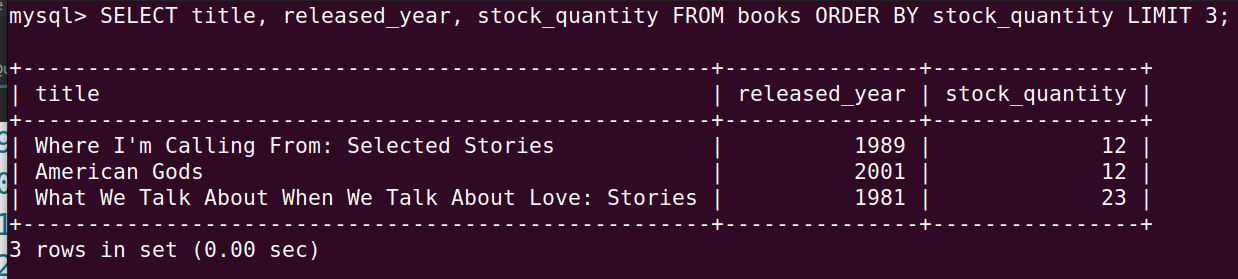 mysql> SELECT title, released_year, stock_quantity FROM books ORDER BY stock_quantity LIMIT 3;
+-----------------------------------------------------+---------------+----------------+
| title                                               | released_year | stock_quantity |
+-----------------------------------------------------+---------------+----------------+
| Where I'm Calling From: Selected Stories            |          1989 |             12 |
| American Gods                                       |          2001 |             12 |
| What We Talk About When We Talk About Love: Stories |          1981 |             23 |
+-----------------------------------------------------+---------------+----------------+
3 rows in set (0.00 sec)